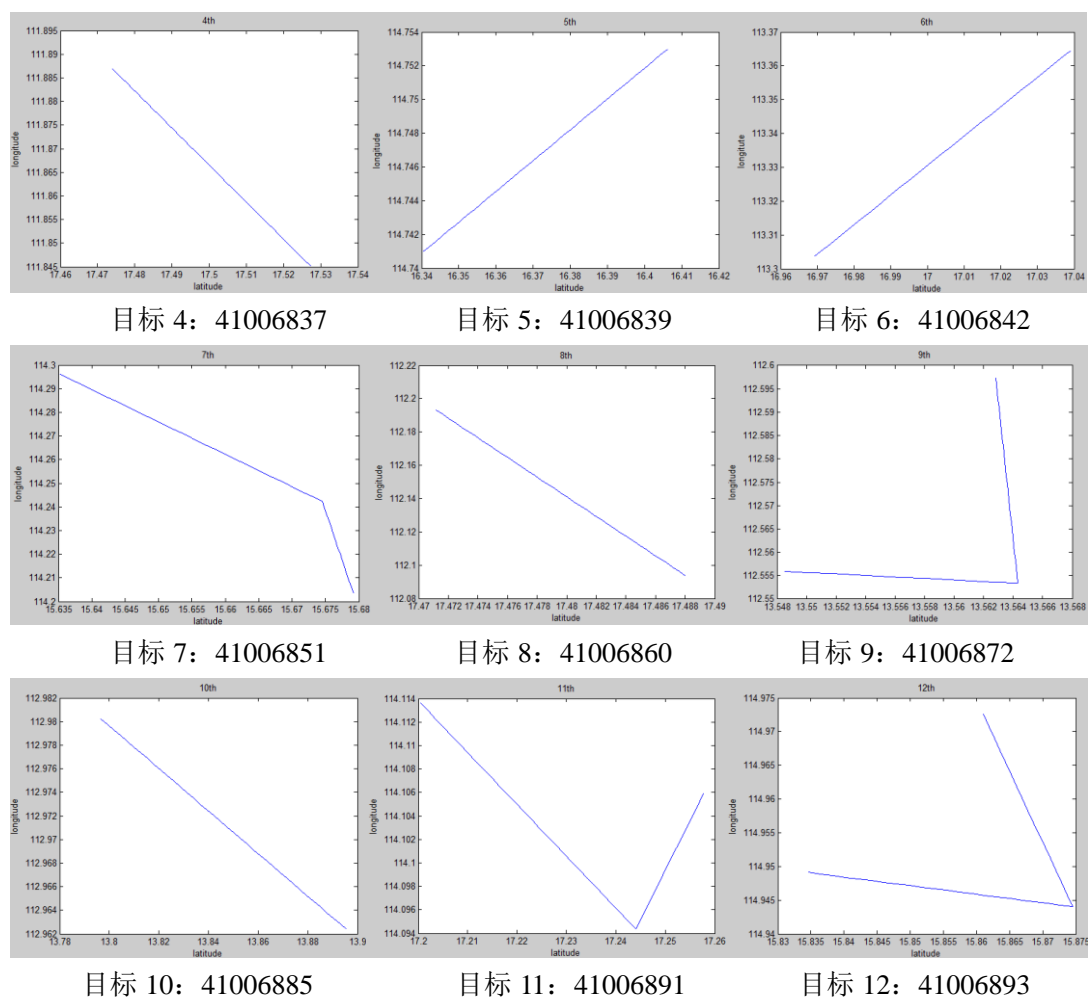 4th
111.895
111.89
111.885
111.88
111.875
111.87
111.865
111.86
111.855
111.85
111.845
longitude
17.46 17.47 17.48 17.49 17.5 17.51 17.52 17.53 17.54
latitude
5th
114.754
114.752
114.75
114.748
114.746
114.744
114.742
114.74
longitude
16.34 16.35 16.36 16.37 16.38 16.39 16.4 16.41 16.42
latitude
6th
113.37
113.36
113.35
113.34
113.33
113.32
113.31
113.3
longtitute
16.96 16.97 16.98 16.99 17 17.01 17.02 17.03 17.04
latitude
目标 4：41006837 目标 5：41006839 目标 6：41006842
7th
114.3
114.29
114.28
114.27
114.26
114.25
114.24
114.23
114.22
114.21
114.2
longitude
15.635 15.64 15.645 15.65 15.655 15.66 15.665 15.67 15.675 15.68
latitude
8th
112.22
112.2
112.18
112.16
112.14
112.12
112.1
112.08
longitude
17.47 17.472 17.474 17.476 17.478 17.48 17.482 17.484 17.486 17.488 17.49
latitude
9th
112.6
112.595
112.59
112.585
112.58
112.575
112.57
112.565
112.56
112.555
112.55
longitude
13.548 13.55 13.552 13.554 13.556 13.558 13.56 13.562 13.564 13.566 13.568
latitude
目标 7：41006851 目标 8：41006860 目标 9：41006872
10th
112.982
112.98
112.978
112.976
112.974
112.972
112.97
112.968
112.966
112.964
112.962
longitude
13.78 13.8 13.82 13.84 13.86 13.88 13.9
latitude
11th
114.114
114.112
114.11
114.108
114.106
114.104
114.102
114.1
114.098
114.096
114.094
longitude
17.2 17.21 17.22 17.23 17.24 17.25 17.26
latitude
12th
114.975
114.97
114.965
114.96
114.955
114.95
114.945
114.94
longitude
15.83 15.835 15.84 15.845 15.85 15.855 15.86 15.865 15.87 15.875
latitude
目标 10：41006885 目标 11：41006891 目标 12：41006893